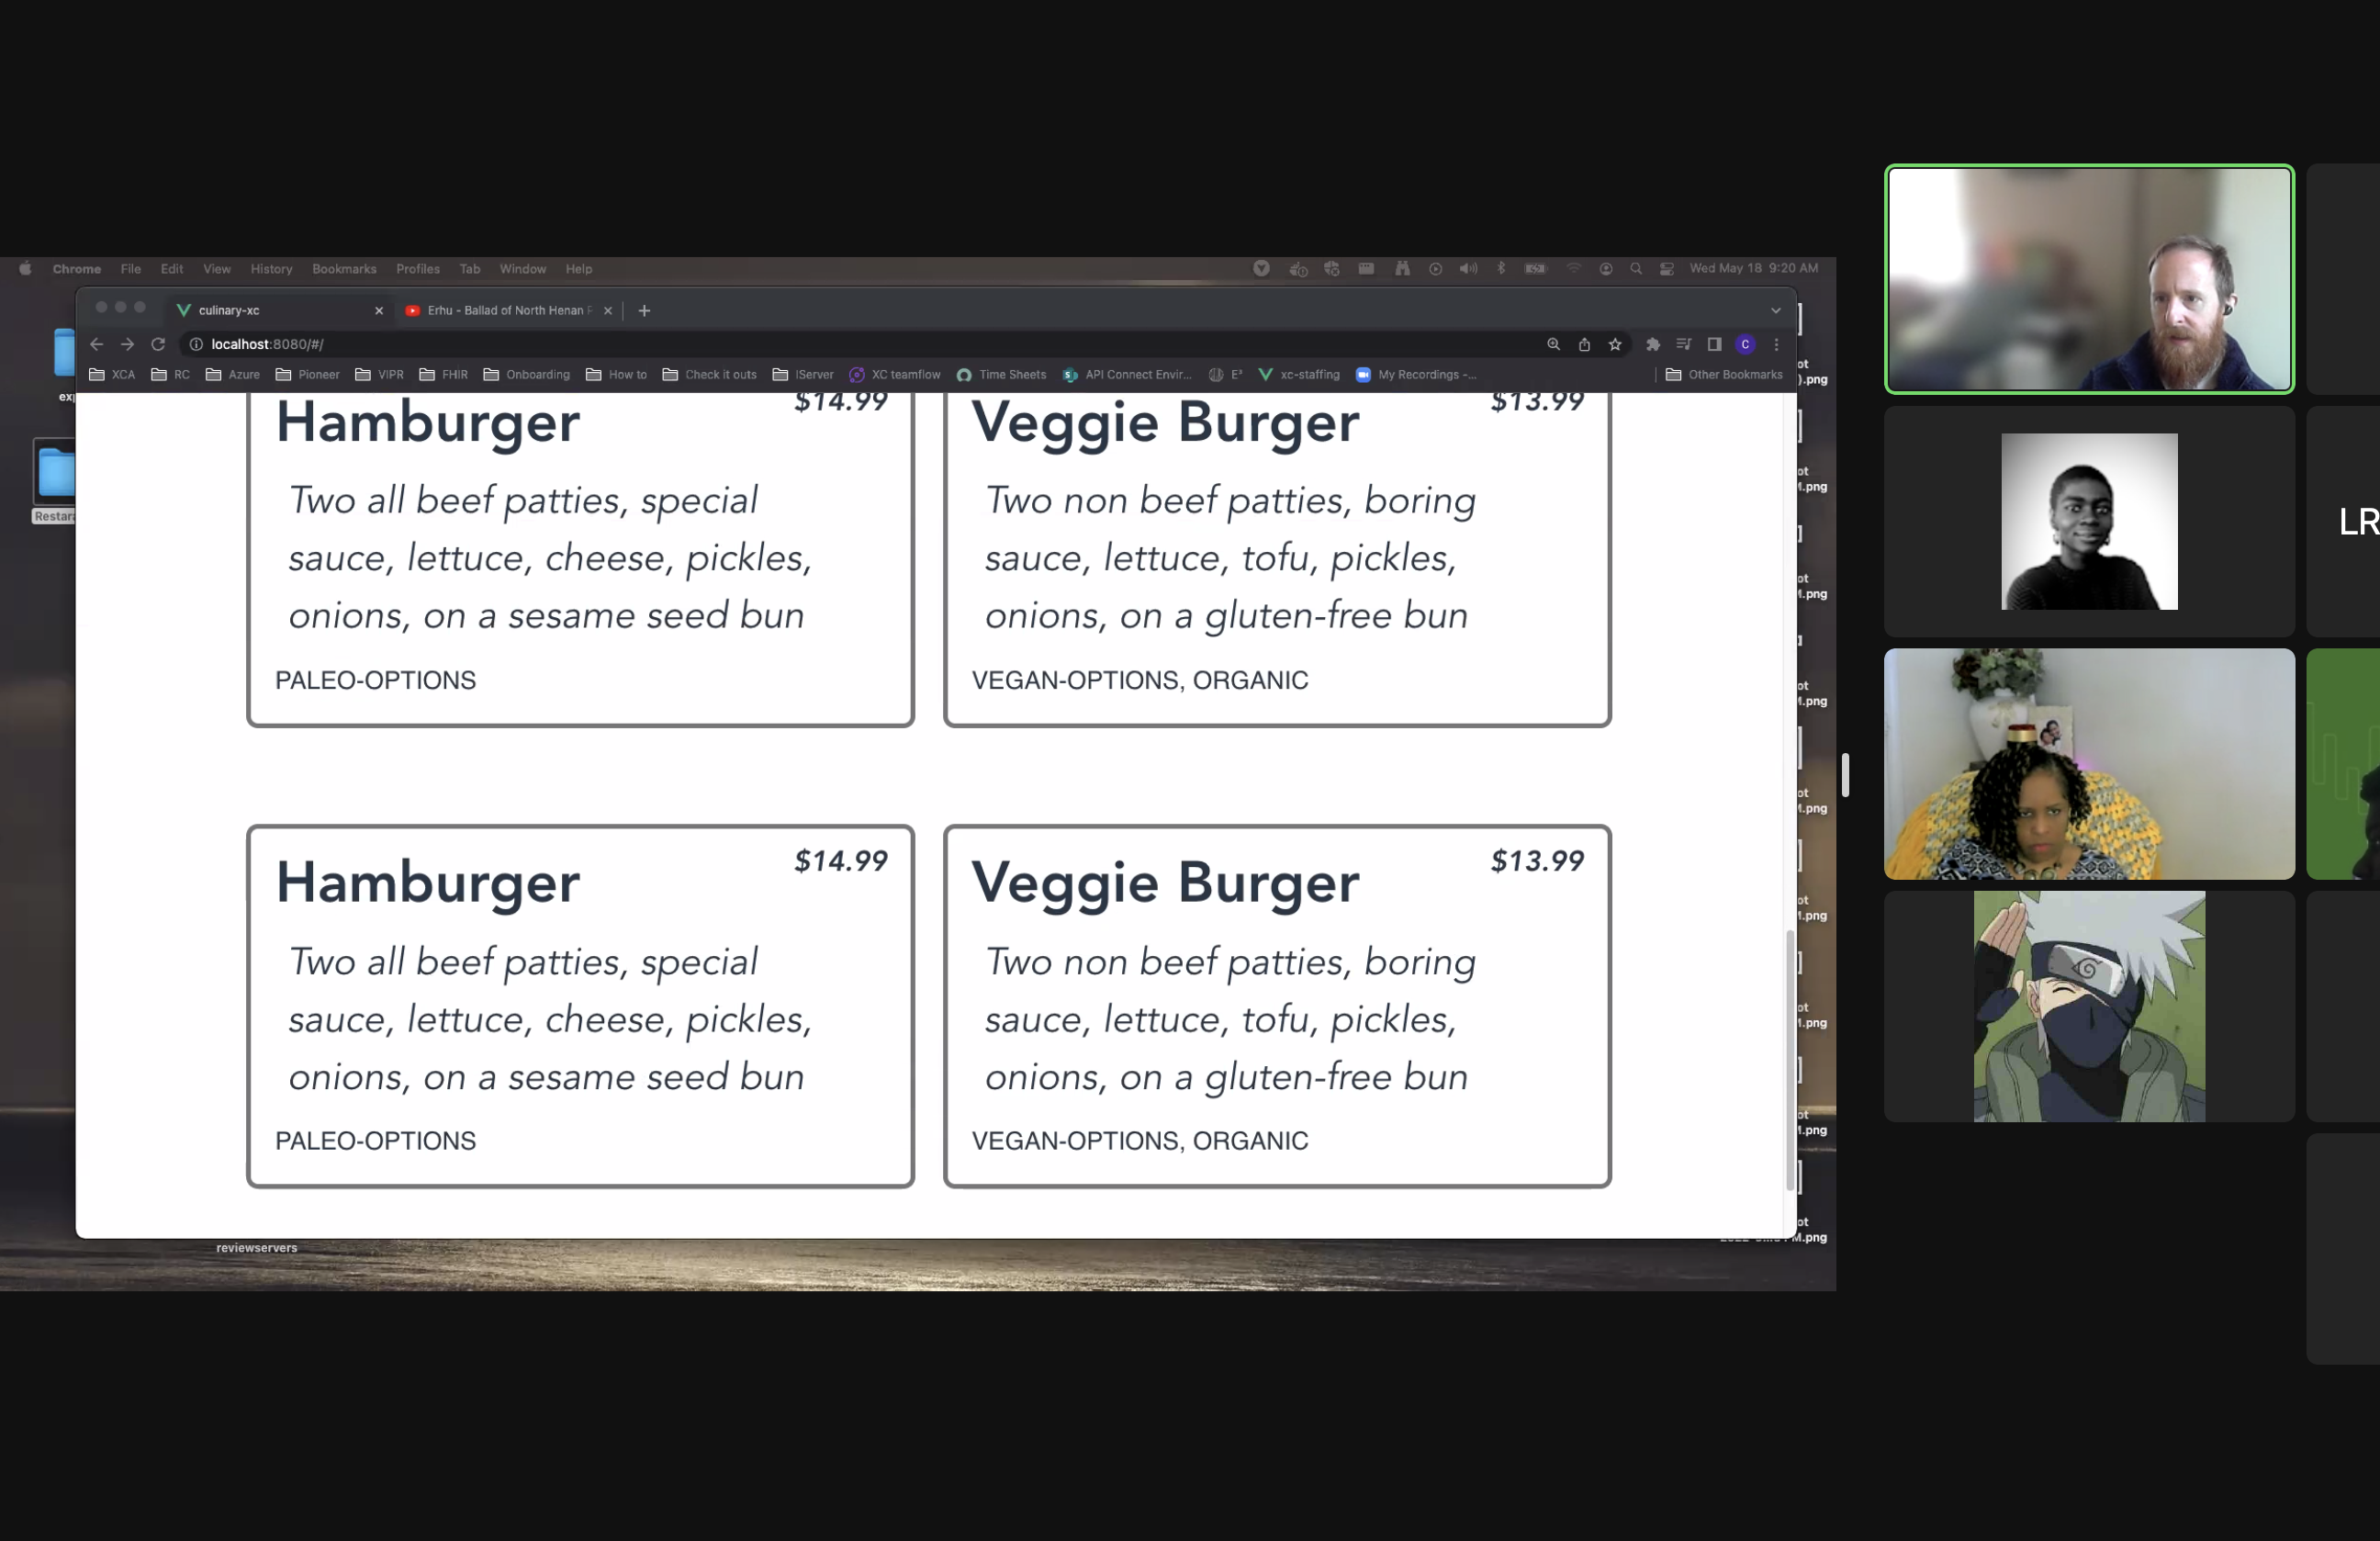 Chrome File Edit View History Bookmarks Profiles Tab Window Help Wed May 18 9:20 AM
culinary-xc Erhu - Ballad of North Henan
localhost:8080/#/
XCA RC Azure Pioneer ViPR FHIR Onboarding How to Check it outs IServer XC teamflow Time Sheets API Connect Envir... E³ xc-staffing My Recordings -... Other Bookmarks
Hamburger $14.99
Two all beef patties, special
sauce, lettuce, cheese, pickles,
onions, on a sesame seed bun
PALEO-OPTIONS
Veggie Burger $13.99
Two non beef patties, boring
sauce, lettuce, tofu, pickles,
onions, on a gluten-free bun
VEGAN-OPTIONS, ORGANIC
Hamburger $14.99
Two all beef patties, special
sauce, lettuce, cheese, pickles,
onions, on a sesame seed bun
PALEO-OPTIONS
Veggie Burger $13.99
Two non beef patties, boring
sauce, lettuce, tofu, pickles,
onions, on a gluten-free bun
VEGAN-OPTIONS, ORGANIC
reviewservers
LR